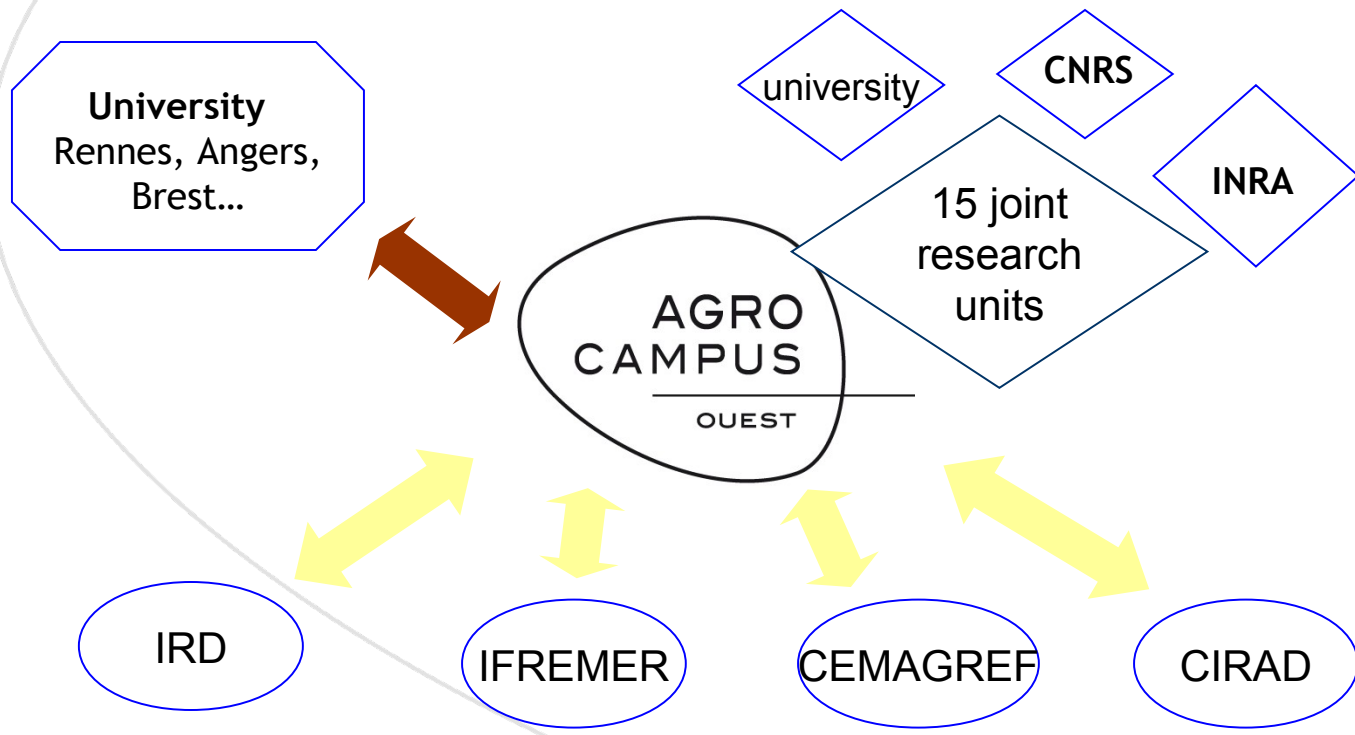 University
Rennes, Angers,
Brest…
university
CNRS
INRA
15 joint
research
units
AGRO
CAMPUS
OUEST
IRD
IFREMER
CEMAGREF
CIRAD